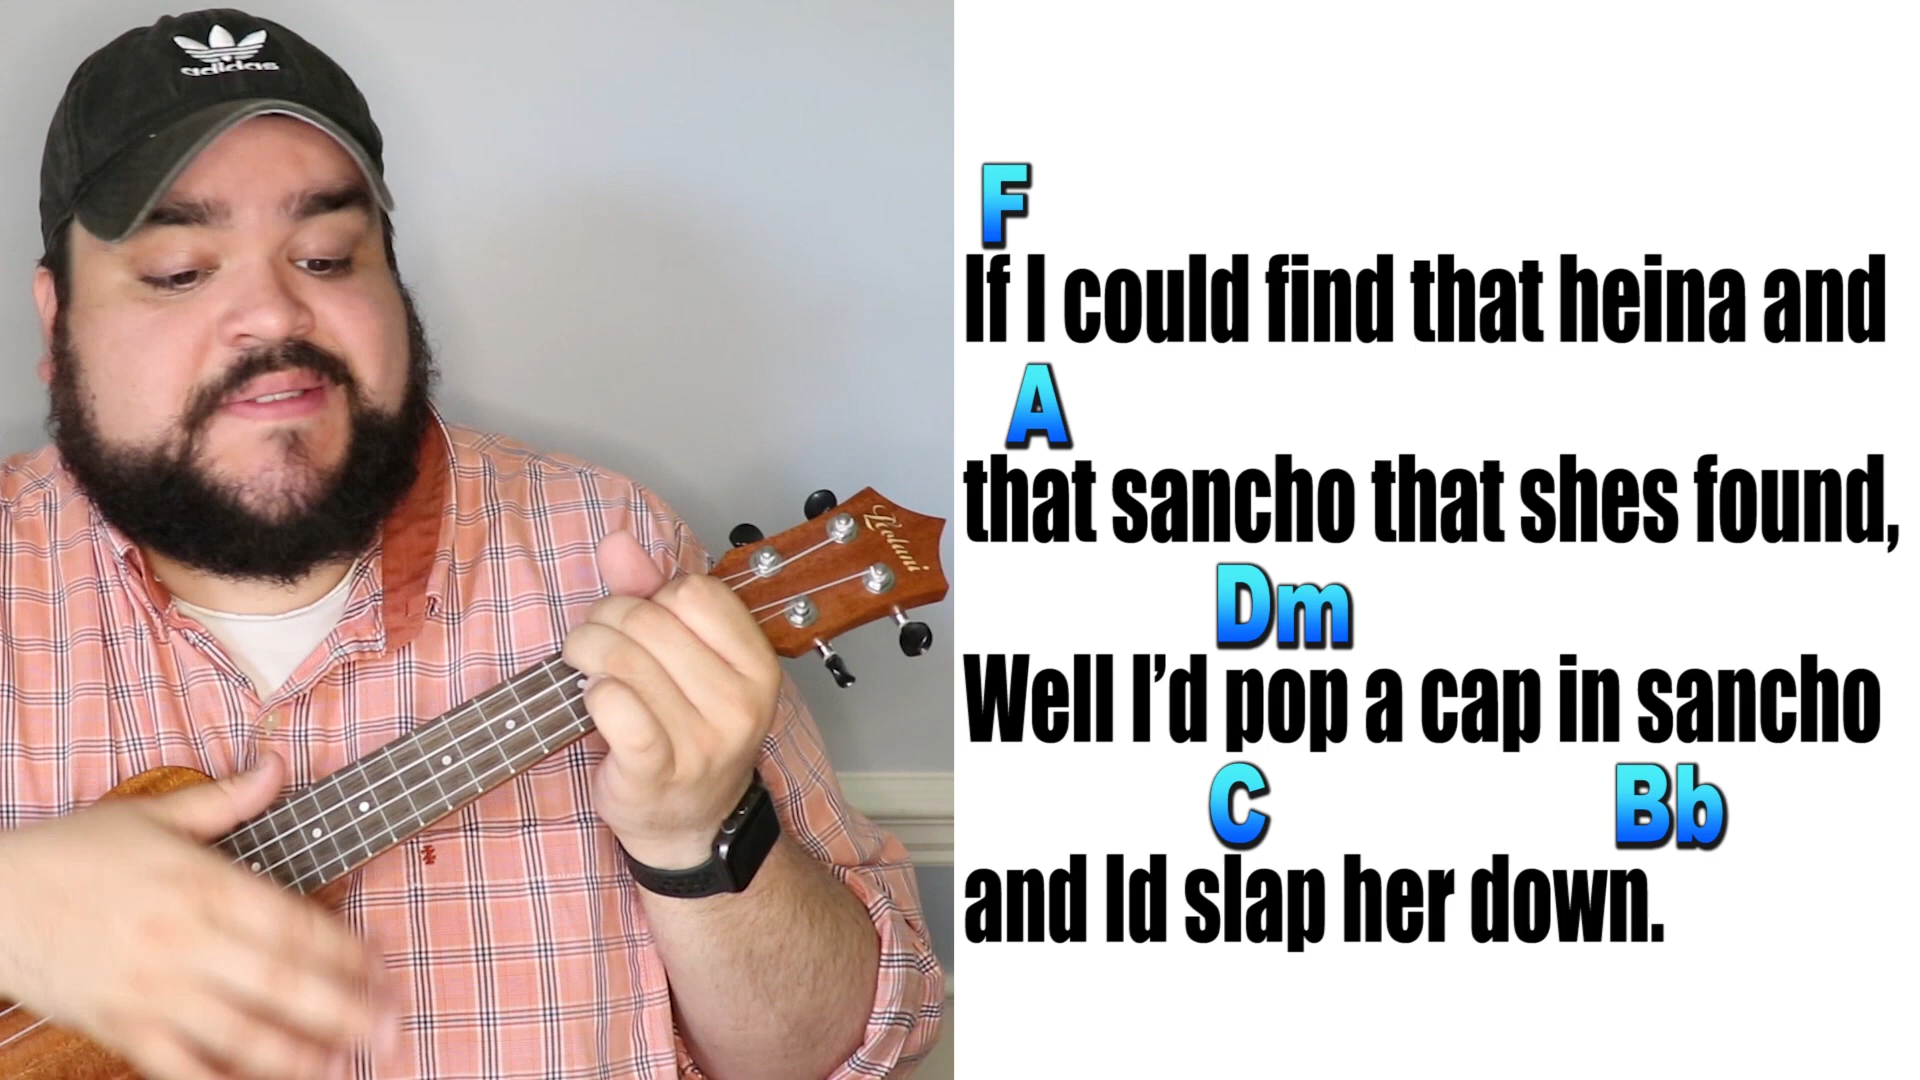 adidas
Leolani
F
If I could find that heina and
A
that sancho that shes found,
Dm
Well I’d pop a cap in sancho
C Bb
and Id slap her down.